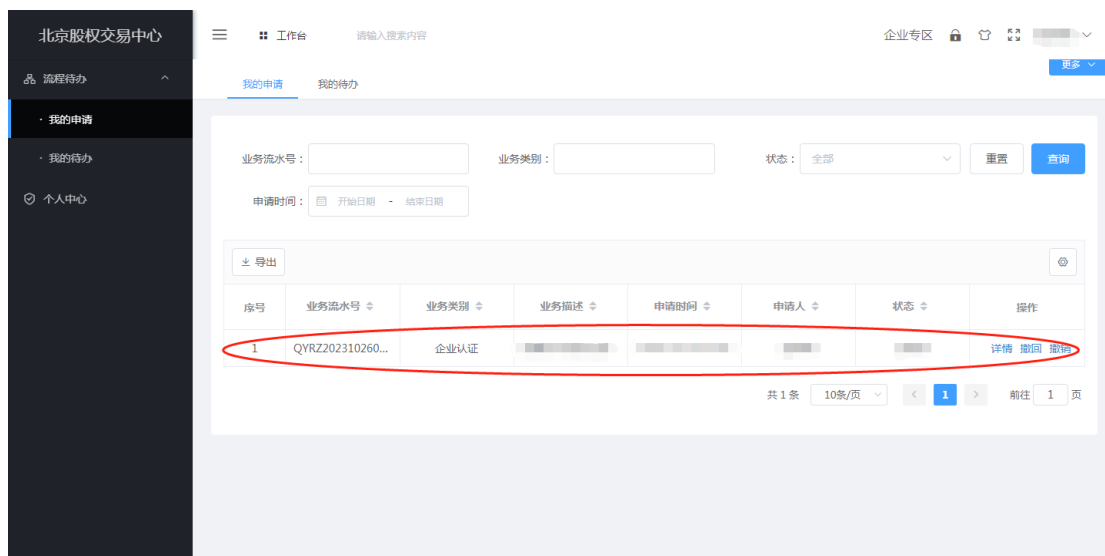 北京股权交易中心
工作台
请输入搜索内容
企业专区
流程待办
我的申请
我的待办
更多
· 我的申请
· 我的待办
个人中心
业务流水号：
业务类别：
状态： 全部
重置
查询
申请时间： 开始日期 - 结束日期
导出
序号 业务流水号 业务类别 业务描述 申请时间 申请人 状态 操作
1 QYRZ202310260... 企业认证 详情 撤回 撤销
共 1 条 10条/页 < 1 > 前往 1 页